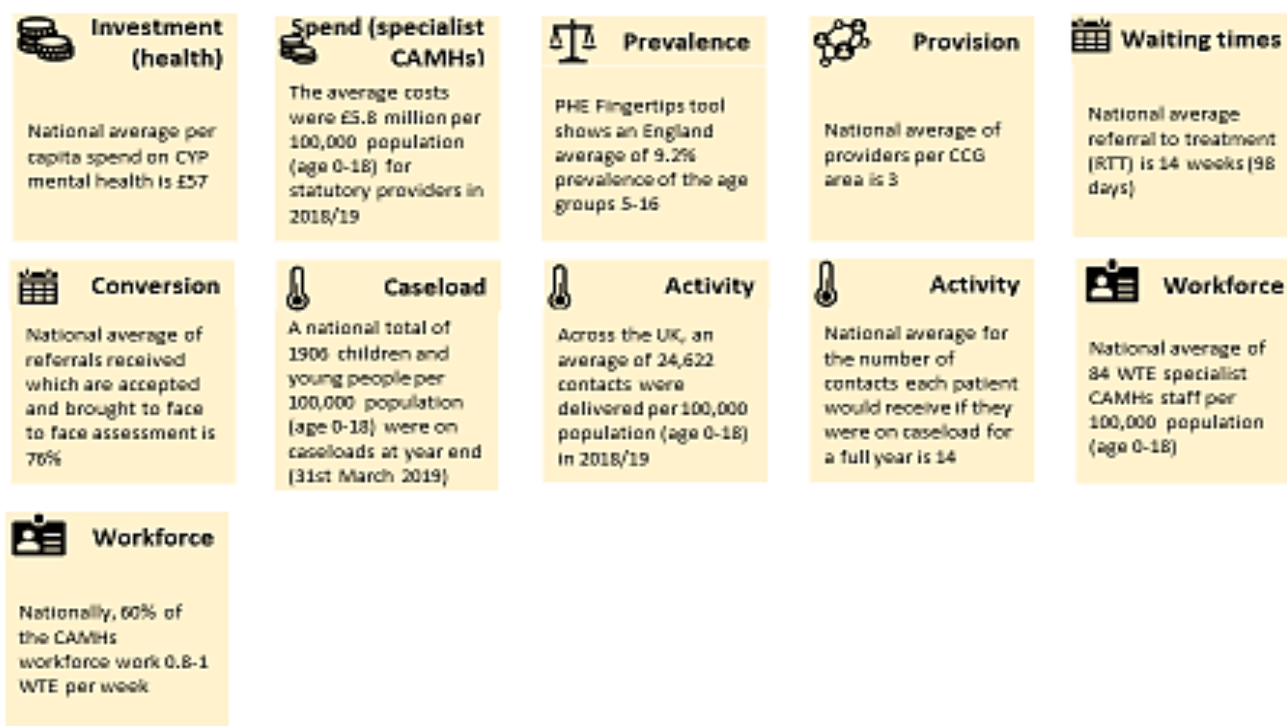 Investment
(health)
National average per
capita spend on CYP
mental health is £57
Spend (specialist
CAMHs)
The average costs
were £5.8 million per
100,000 population
(age 0-18) for
statutory providers in
2018/19
Prevalence
PHE Fingertips tool
shows an England
average of 9.2%
prevalence of the age
groups 5-16
Provision
National average of
providers per CCG
area is 3
Waiting times
National average
referral to treatment
(RTT) is 14 weeks (98
days)
Conversion
National average of
referrals received
which are accepted
and brought to face
to face assessment is
76%
Caseload
A national total of
1906 children and
young people per
100,000 population
(age 0-18) were on
caseloads at year end
(31st March 2019)
Activity
Across the UK, an
average of 24,622
contacts were
delivered per 100,000
population (age 0-18)
in 2018/19
Activity
National average for
the number of
contacts each patient
would receive if they
were on caseload for
a full year is 14
Workforce
National average of
84 WTE specialist
CAMHs staff per
100,000 population
(age 0-18)
Workforce
Nationally, 60% of
the CAMHs
workforce work 0.8-1
WTE per week